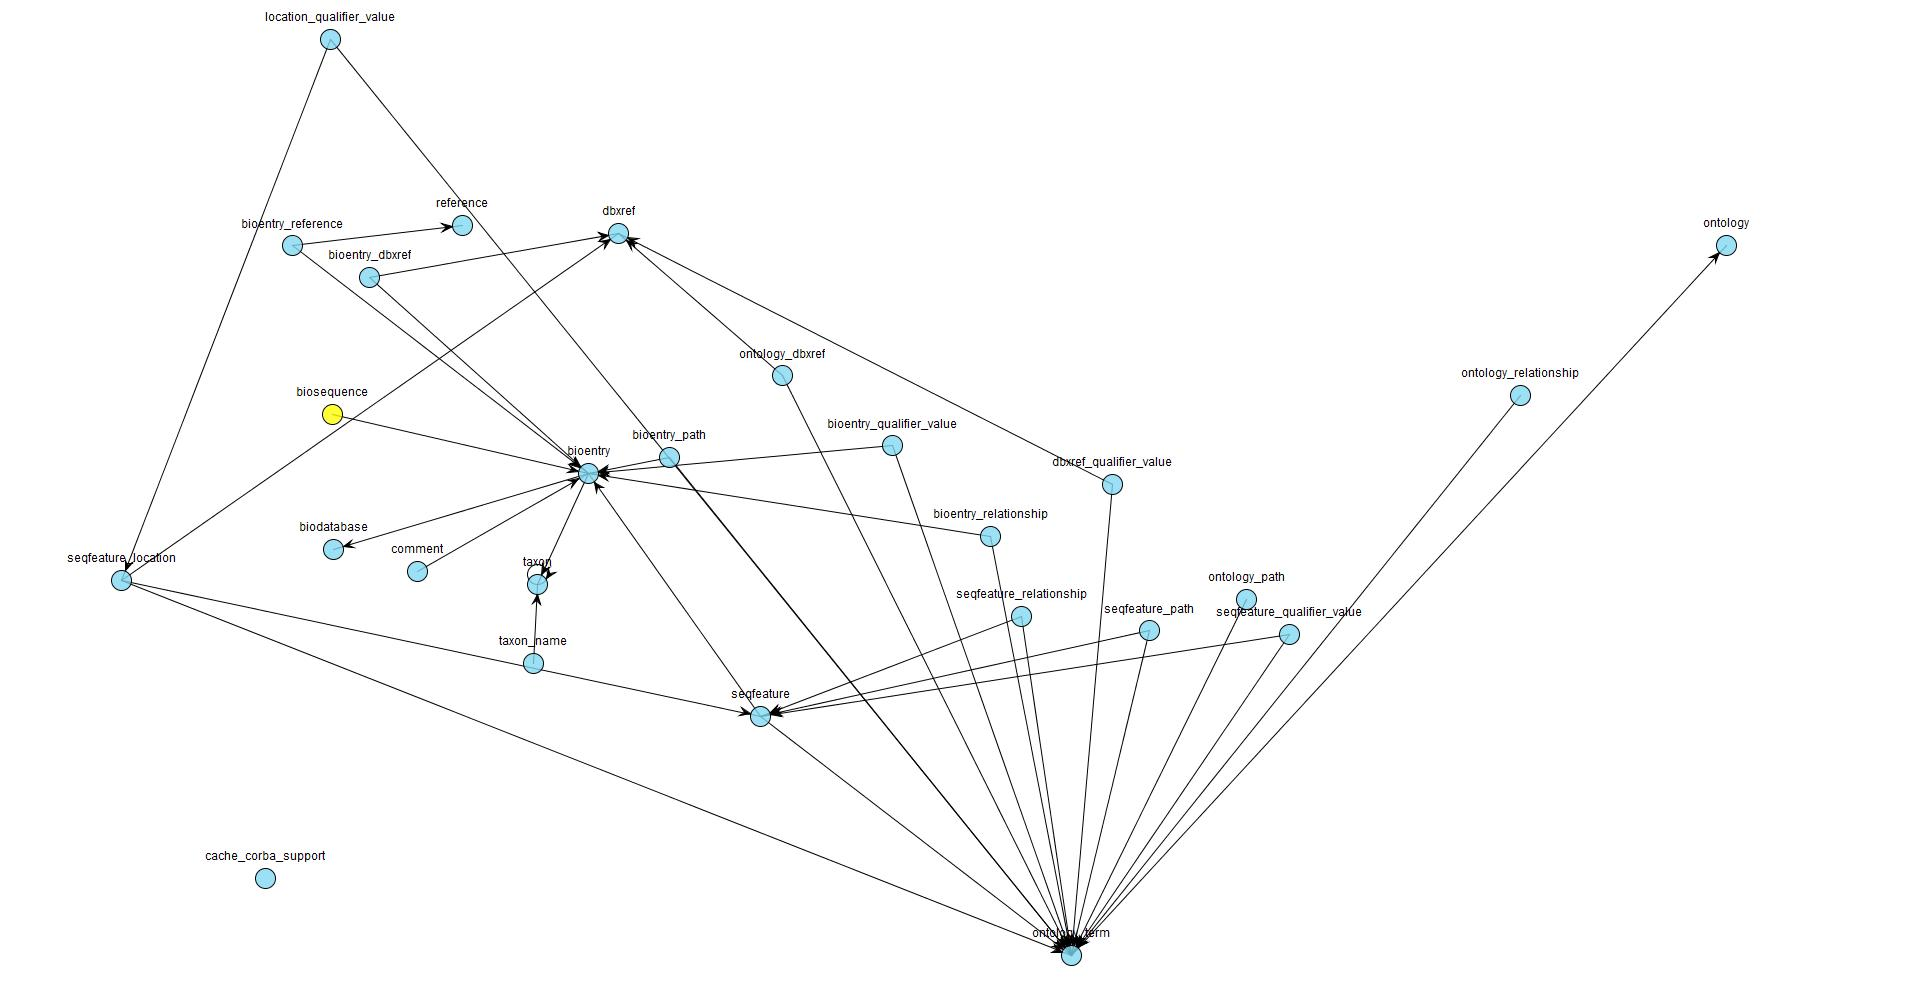 location_qualifier_value
reference
dbxref
bioentry_reference
ontology
bioentry_dbxref
ontology_dbxref
ontology_relationship
biosequence
bioentry_qualifier_value
bioentry_path
bioentry
dbxref_qualifier_value
bioentry_relationship
biodatabase
comment
seqfeature_location
taxon
ontology_path
seqfeature_relationship
seqfeature_path
seqfeature_qualifier_value
taxon_name
seqfeature
cache_corba_support
ontology_term